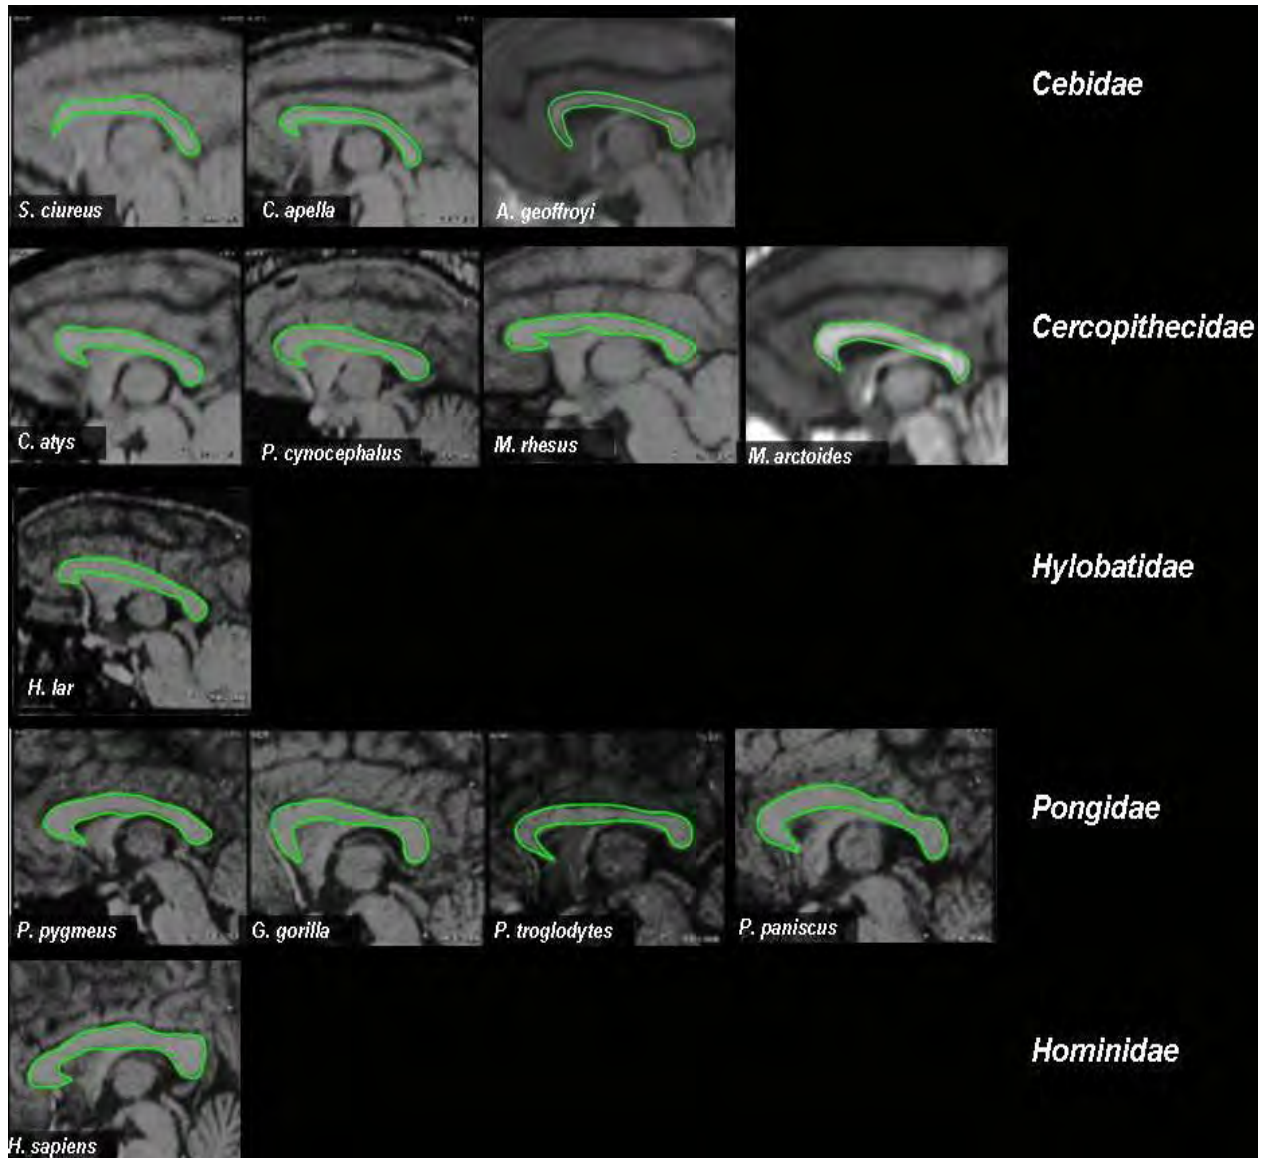 Cebidae
S. ciureus
C. apella
A. geoffroyi
Cercopithecidae
C. atys
P. cynocephalus
M. rhesus
M. arctoides
Hylobatidae
H. lar
Pongidae
P. pygmeus
G. gorilla
P. troglodytes
P. paniscus
Hominidae
H. sapiens